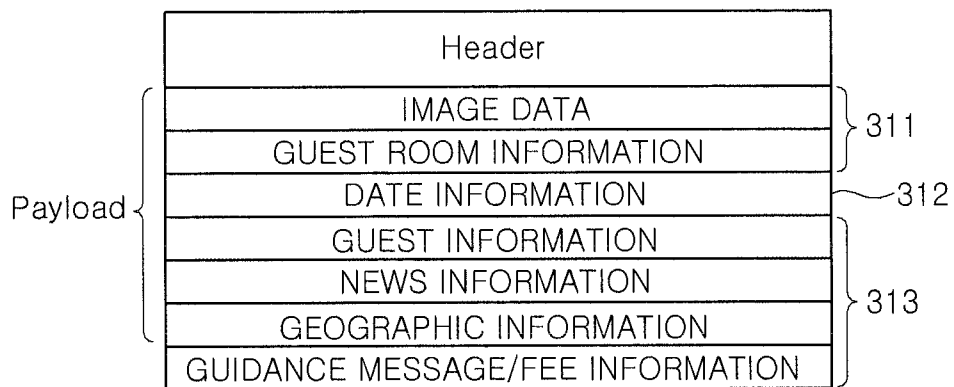 Header
IMAGE DATA
311
GUEST ROOM INFORMATION
DATE INFORMATION
312
Payload
GUEST INFORMATION
NEWS INFORMATION
313
GEOGRAPHIC INFORMATION
GUIDANCE MESSAGE/FEE INFORMATION